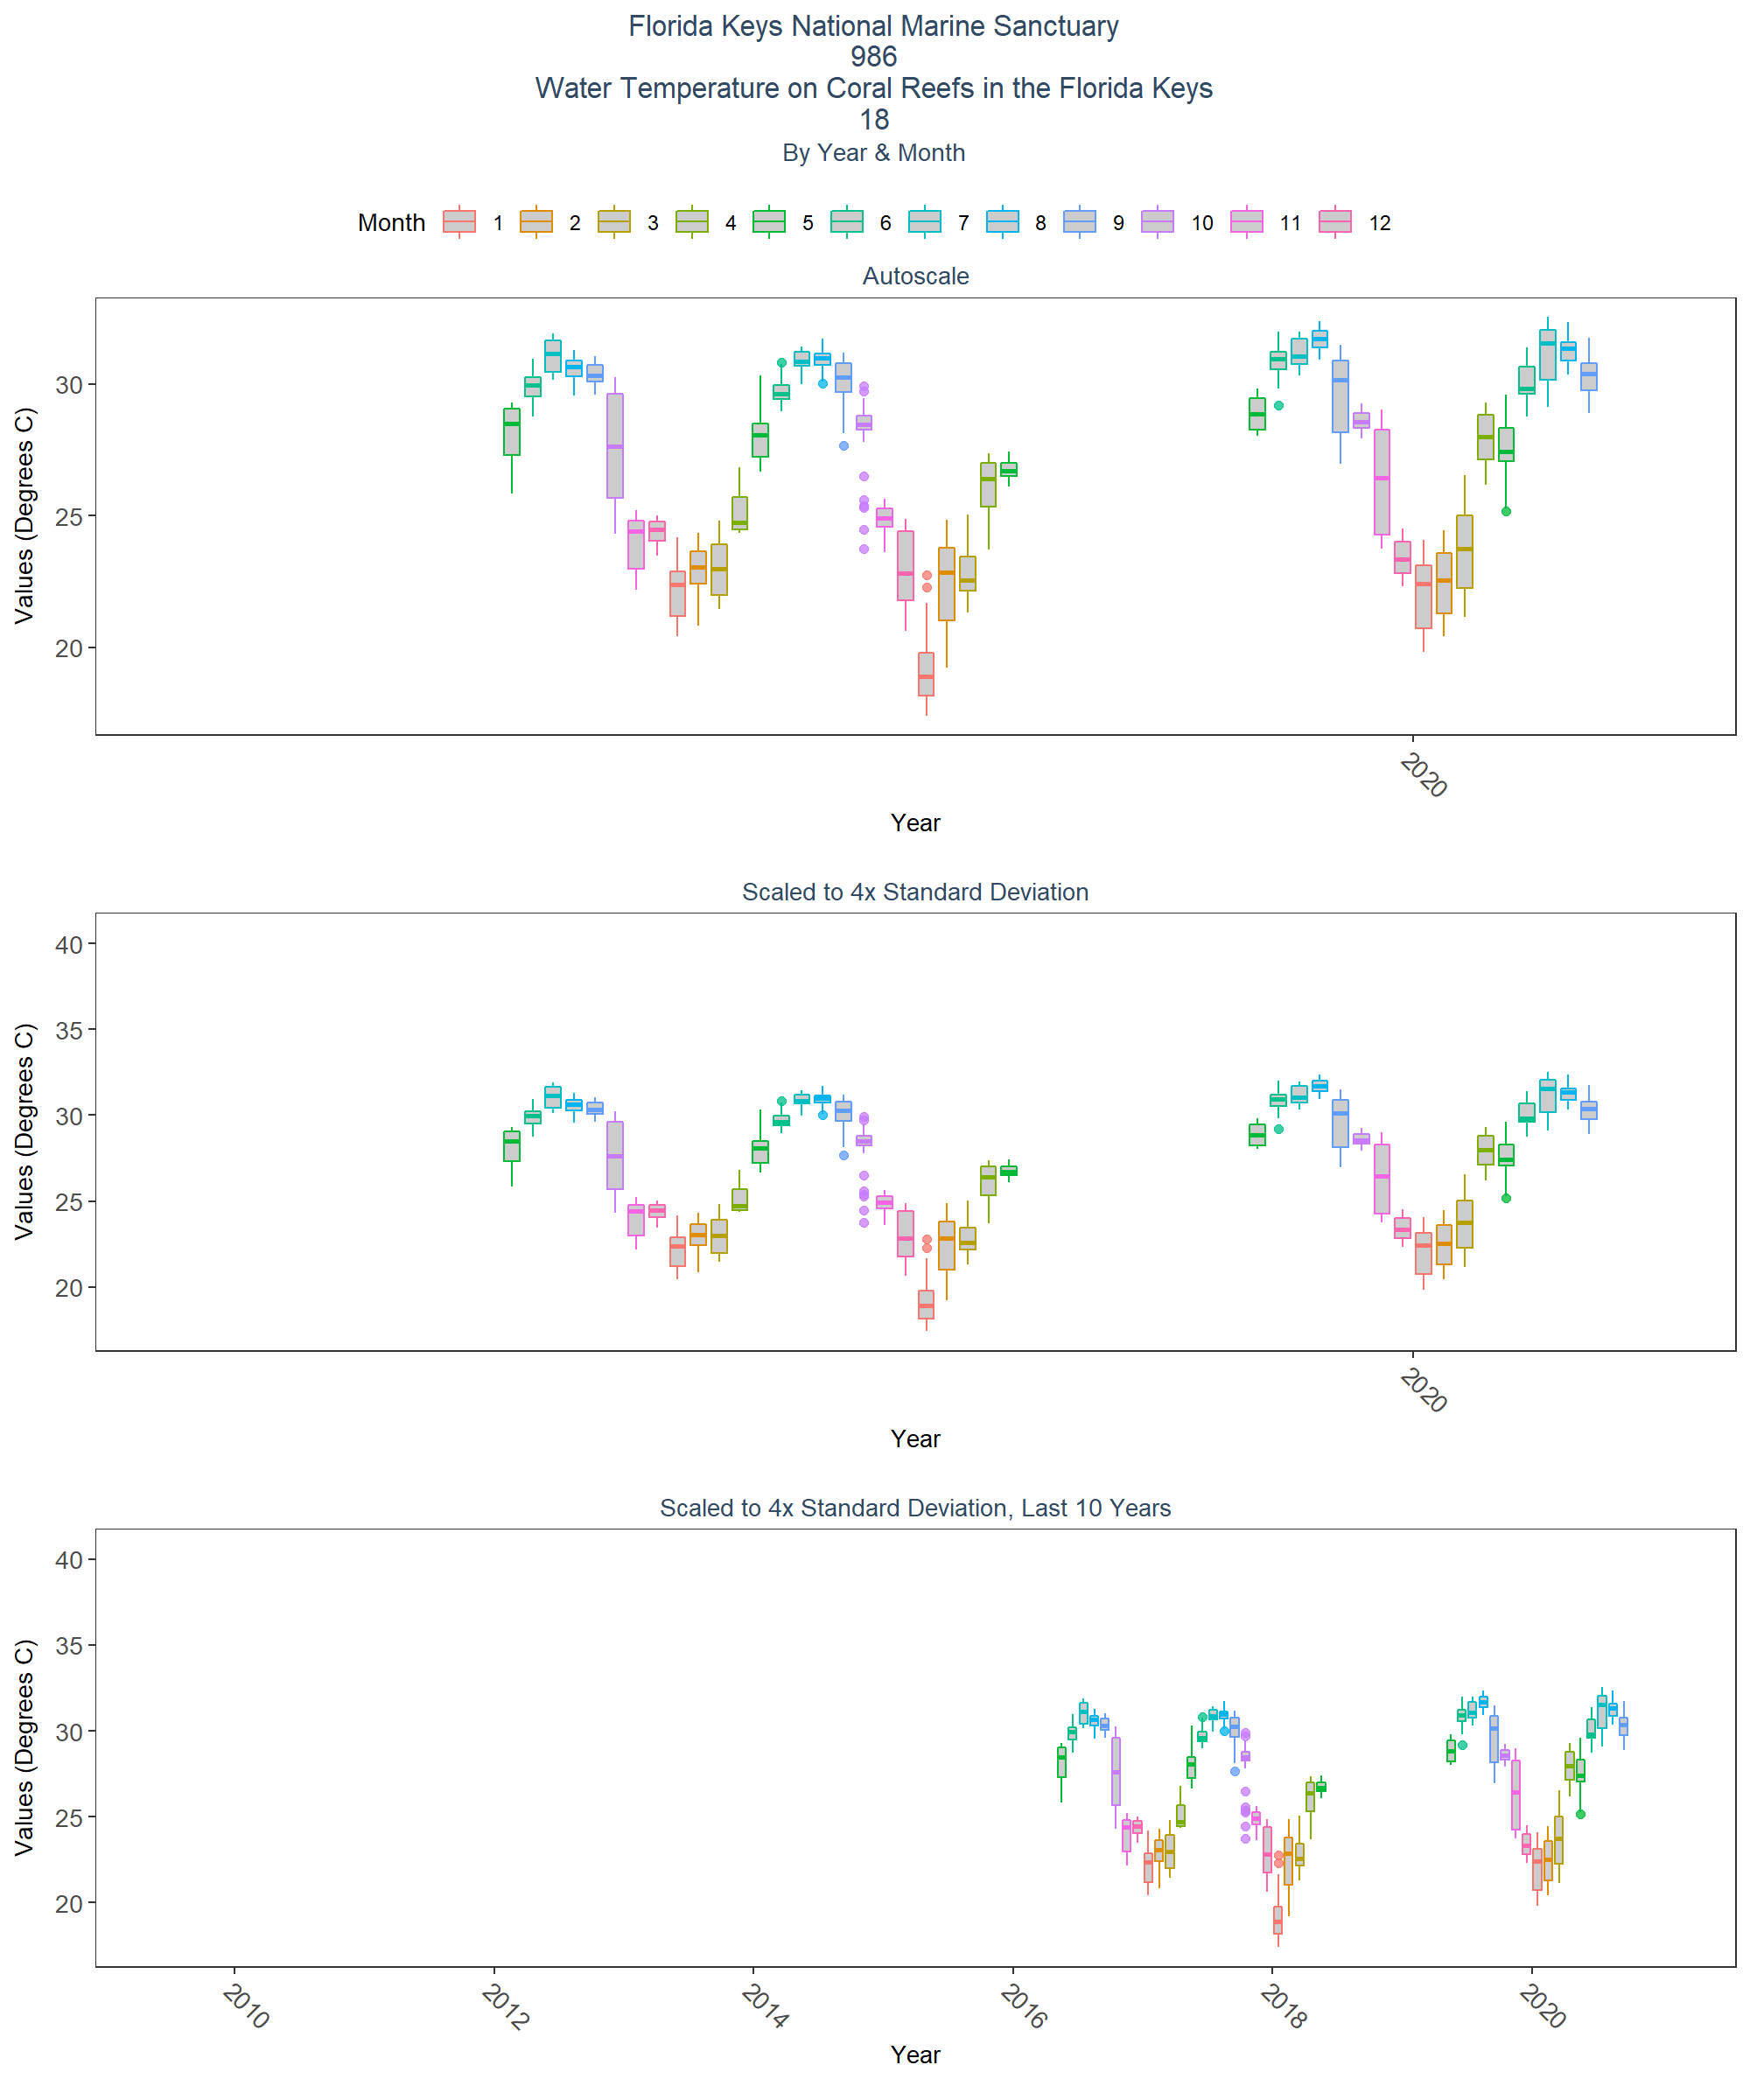 Florida Keys National Marine Sanctuary
986
Water Temperature on Coral Reefs in the Florida Keys
18
By Year & Month
Month 1 2 3 4 5 6 7 8 9 10 11 12
Autoscale
Values (Degrees C)
30
25
20
2020
Year
Scaled to 4x Standard Deviation
Values (Degrees C)
40
35
30
25
20
2020
Year
Scaled to 4x Standard Deviation, Last 10 Years
Values (Degrees C)
40
35
30
25
20
2010 2012 2014 2016 2018 2020
Year